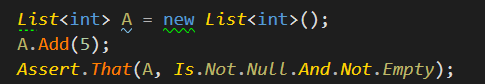 List<int> A = new List<int>();
A.Add(5);
Assert.That(A, Is.Not.Null.And.Not.Empty);